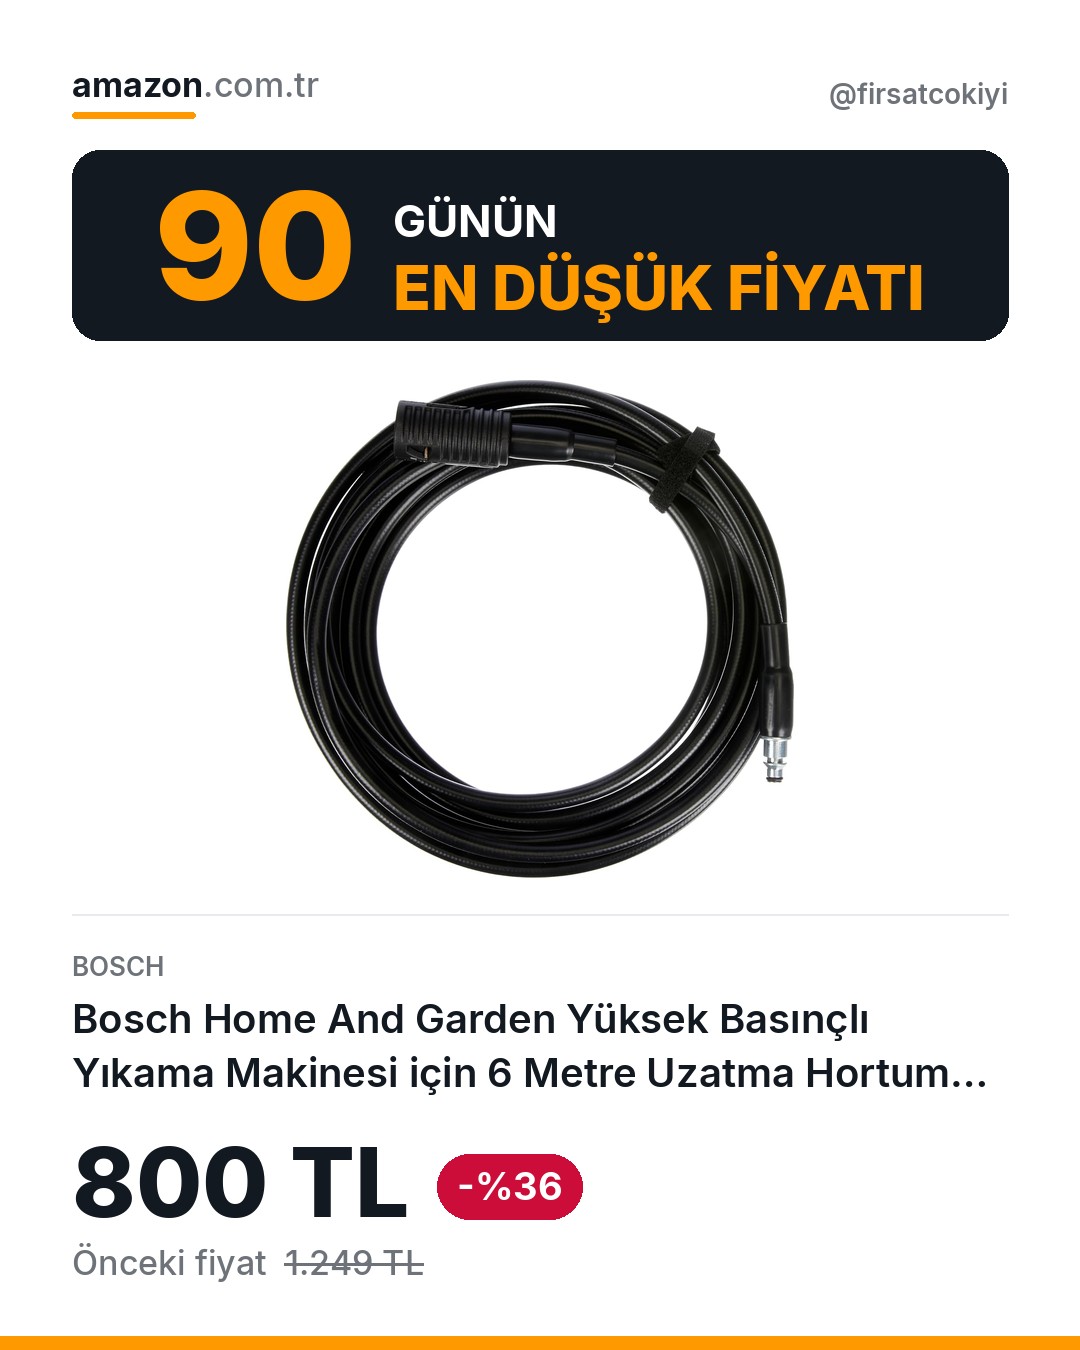 amazon.com.tr
@firsatcokiyi
90
GÜNÜN
EN DÜŞÜK FİYATI
BOSCH
Bosch Home And Garden Yüksek Basınçlı
Yıkama Makinesi için 6 Metre Uzatma Hortum...
800 TL -%36
Önceki fiyat 1.249 TL